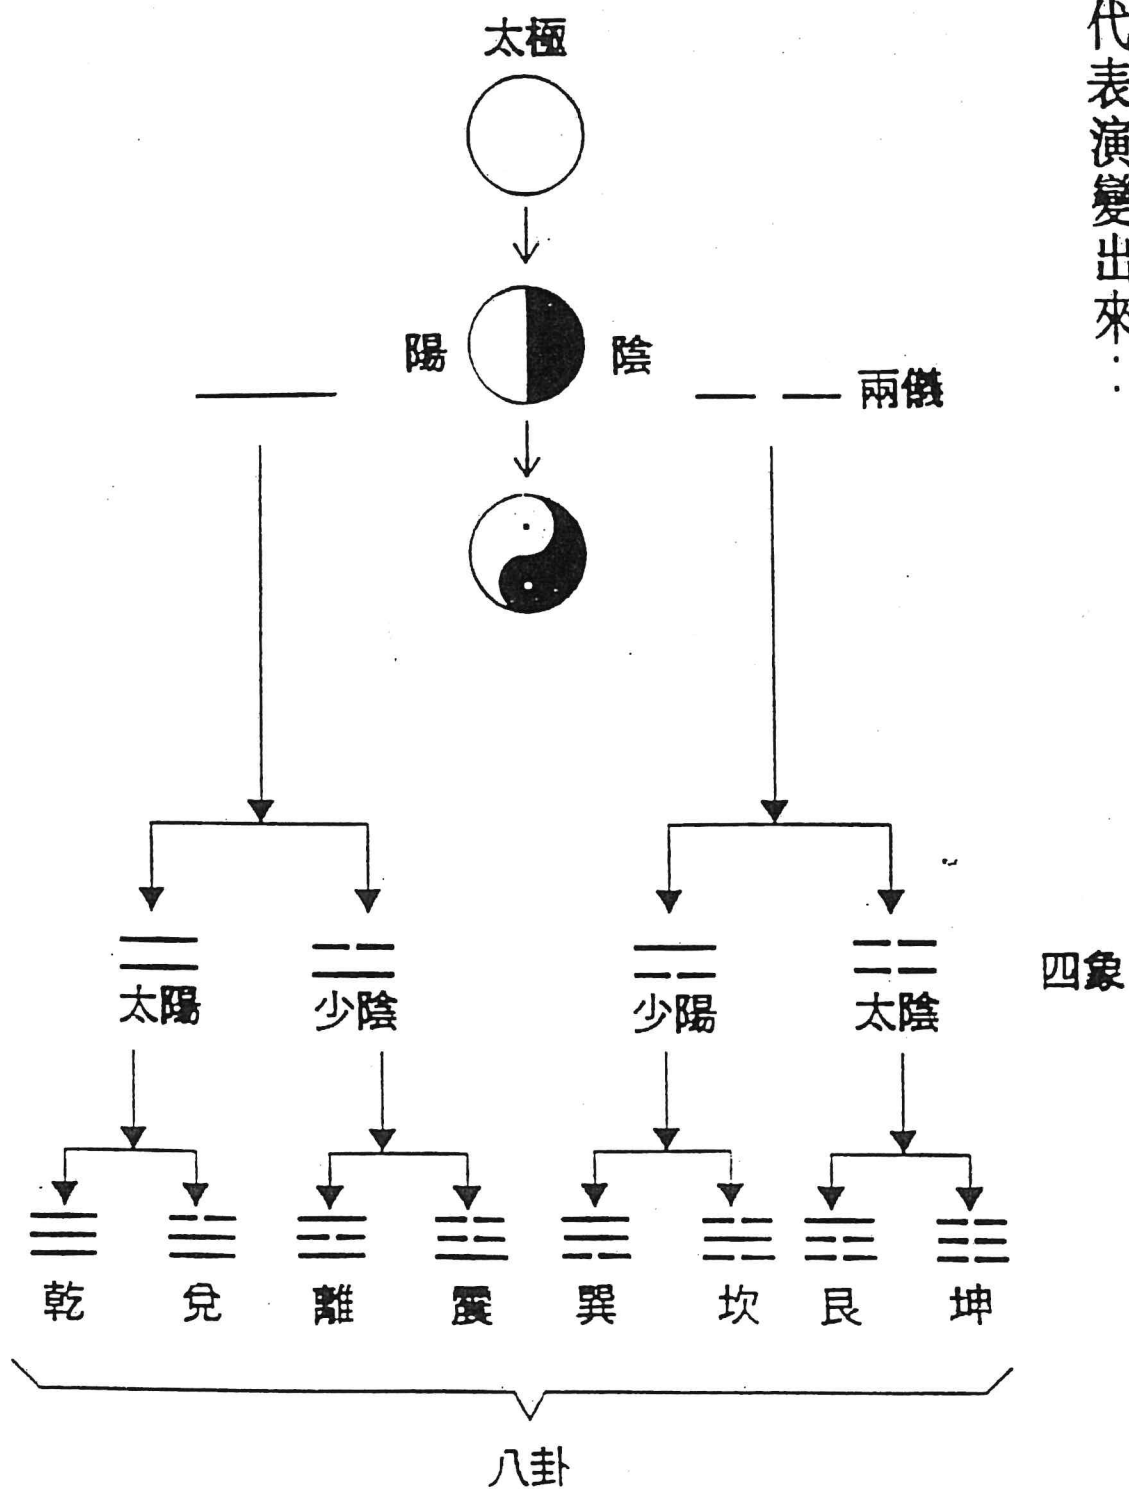 代表演變出來：
太極
陽 陰
兩儀
四象
太陽 少陰 少陽 太陰
乾 兌 離 震 巽 坎 艮 坤
八卦